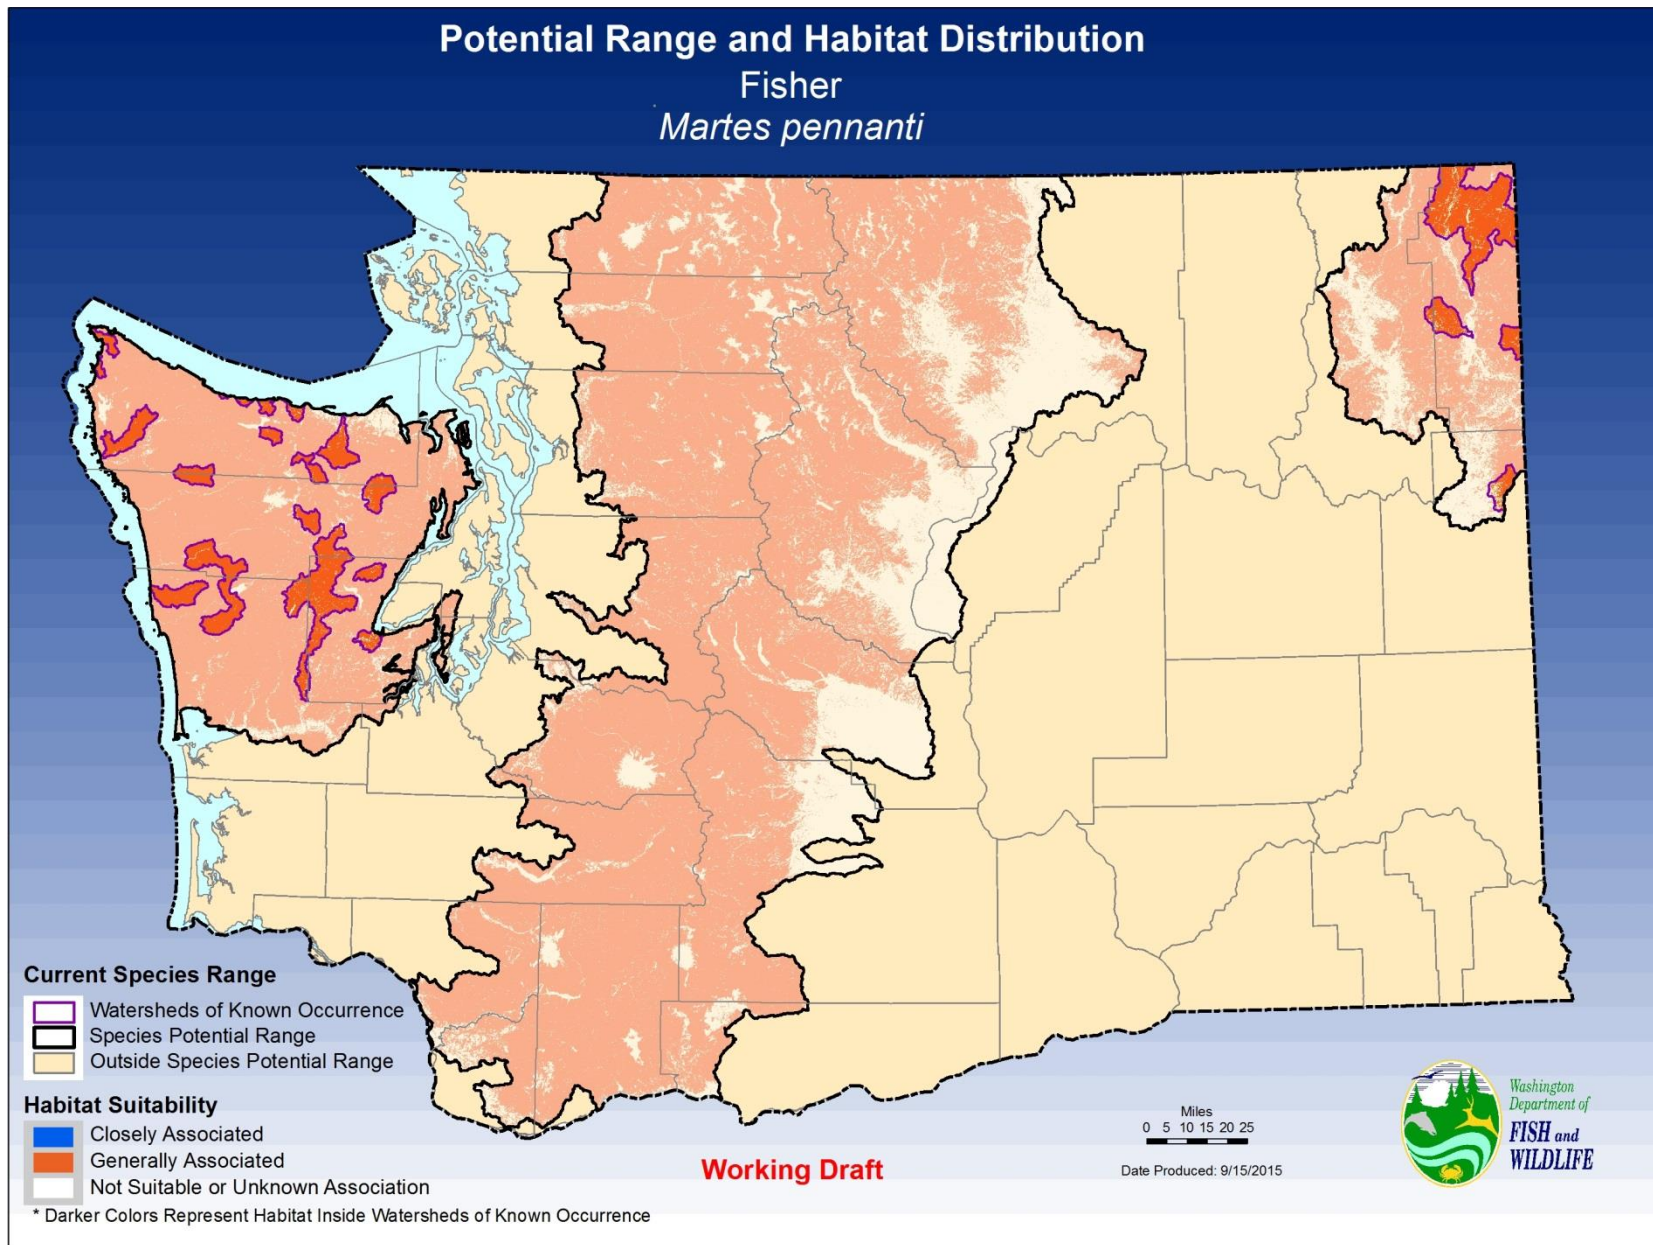 Potential Range and Habitat Distribution
Fisher
Martes pennanti
Current Species Range
Watersheds of Known Occurrence
Species Potential Range
Outside Species Potential Range
Habitat Suitability
Closely Associated
Generally Associated
Not Suitable or Unknown Association
* Darker Colors Represent Habitat Inside Watersheds of Known Occurrence
Working Draft
Miles
0 5 10 15 20 25
Date Produced: 9/15/2015
Washington
Department of
FISH and
WILDLIFE